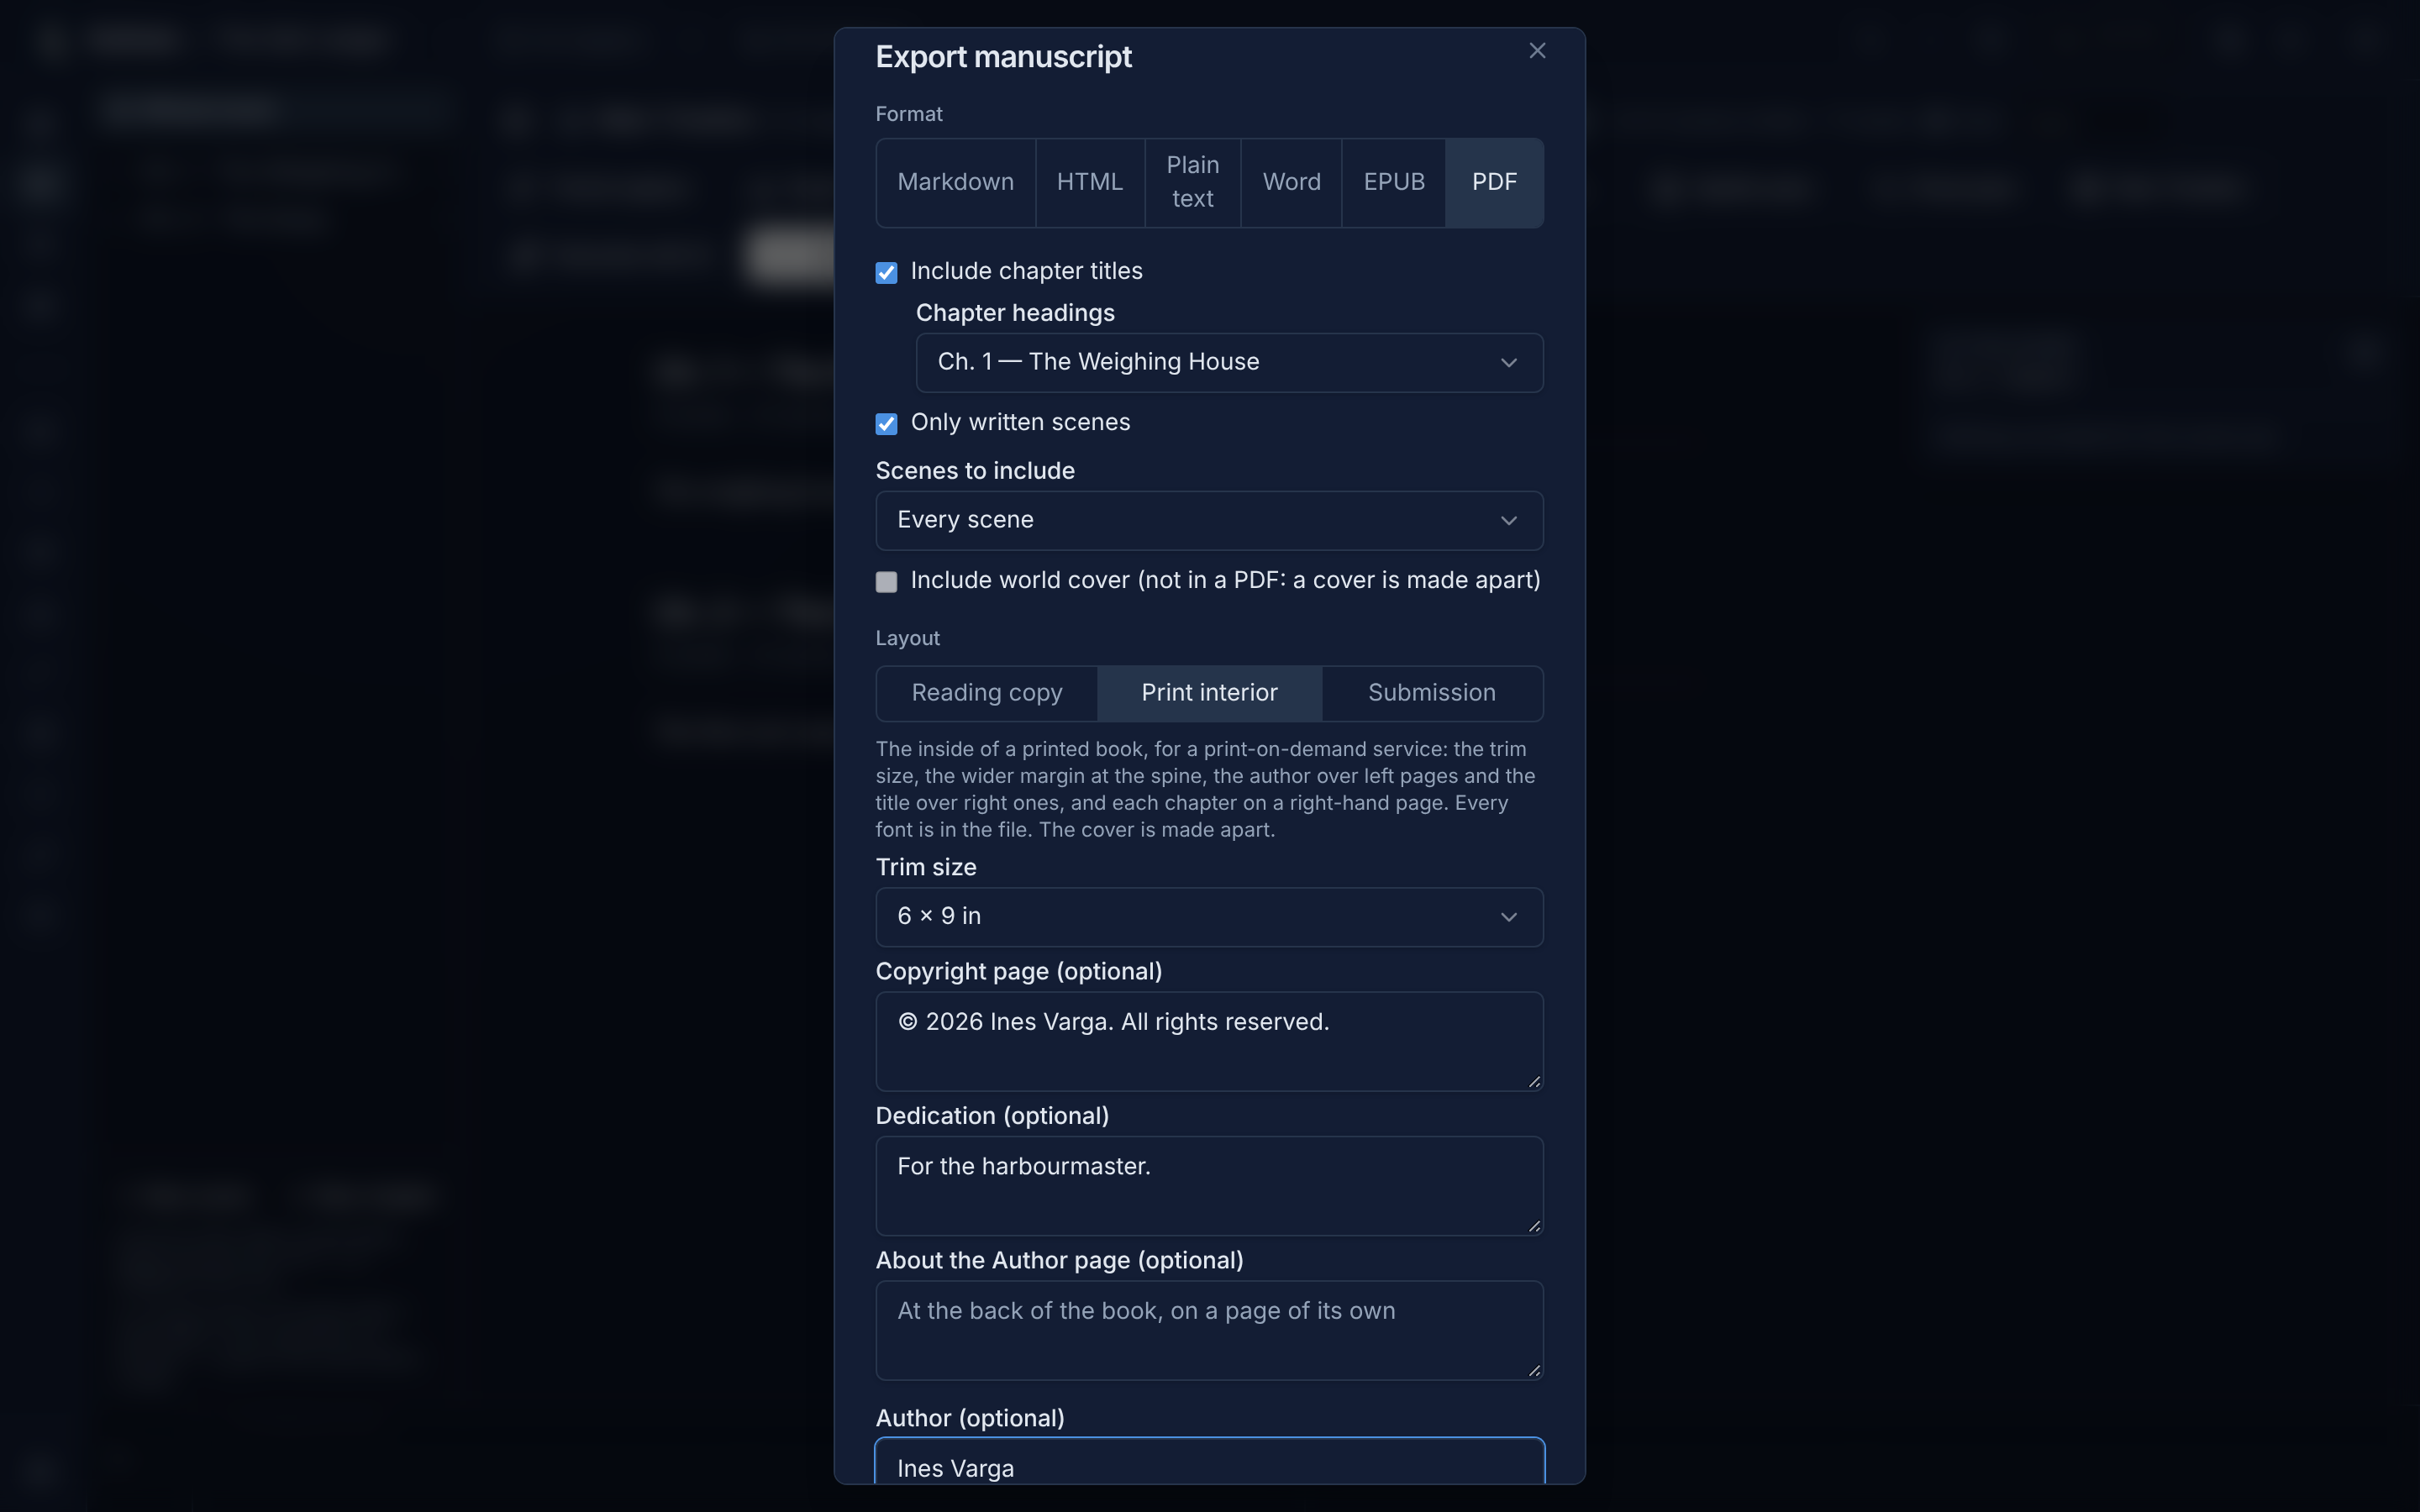 Export manuscript
Format
Markdown
HTML
Plain
text
Word
EPUB
PDF
Include chapter titles
Chapter headings
Ch. 1 — The Weighing House
Only written scenes
Scenes to include
Every scene
Include world cover (not in a PDF: a cover is made apart)
Layout
Reading copy
Print interior
Submission
The inside of a printed book, for a print-on-demand service: the trim
size, the wider margin at the spine, the author over left pages and the
title over right ones, and each chapter on a right-hand page. Every
font is in the file. The cover is made apart.
Trim size
6 × 9 in
Copyright page (optional)
© 2026 Ines Varga. All rights reserved.
Dedication (optional)
For the harbourmaster.
About the Author page (optional)
At the back of the book, on a page of its own
Author (optional)
Ines Varga